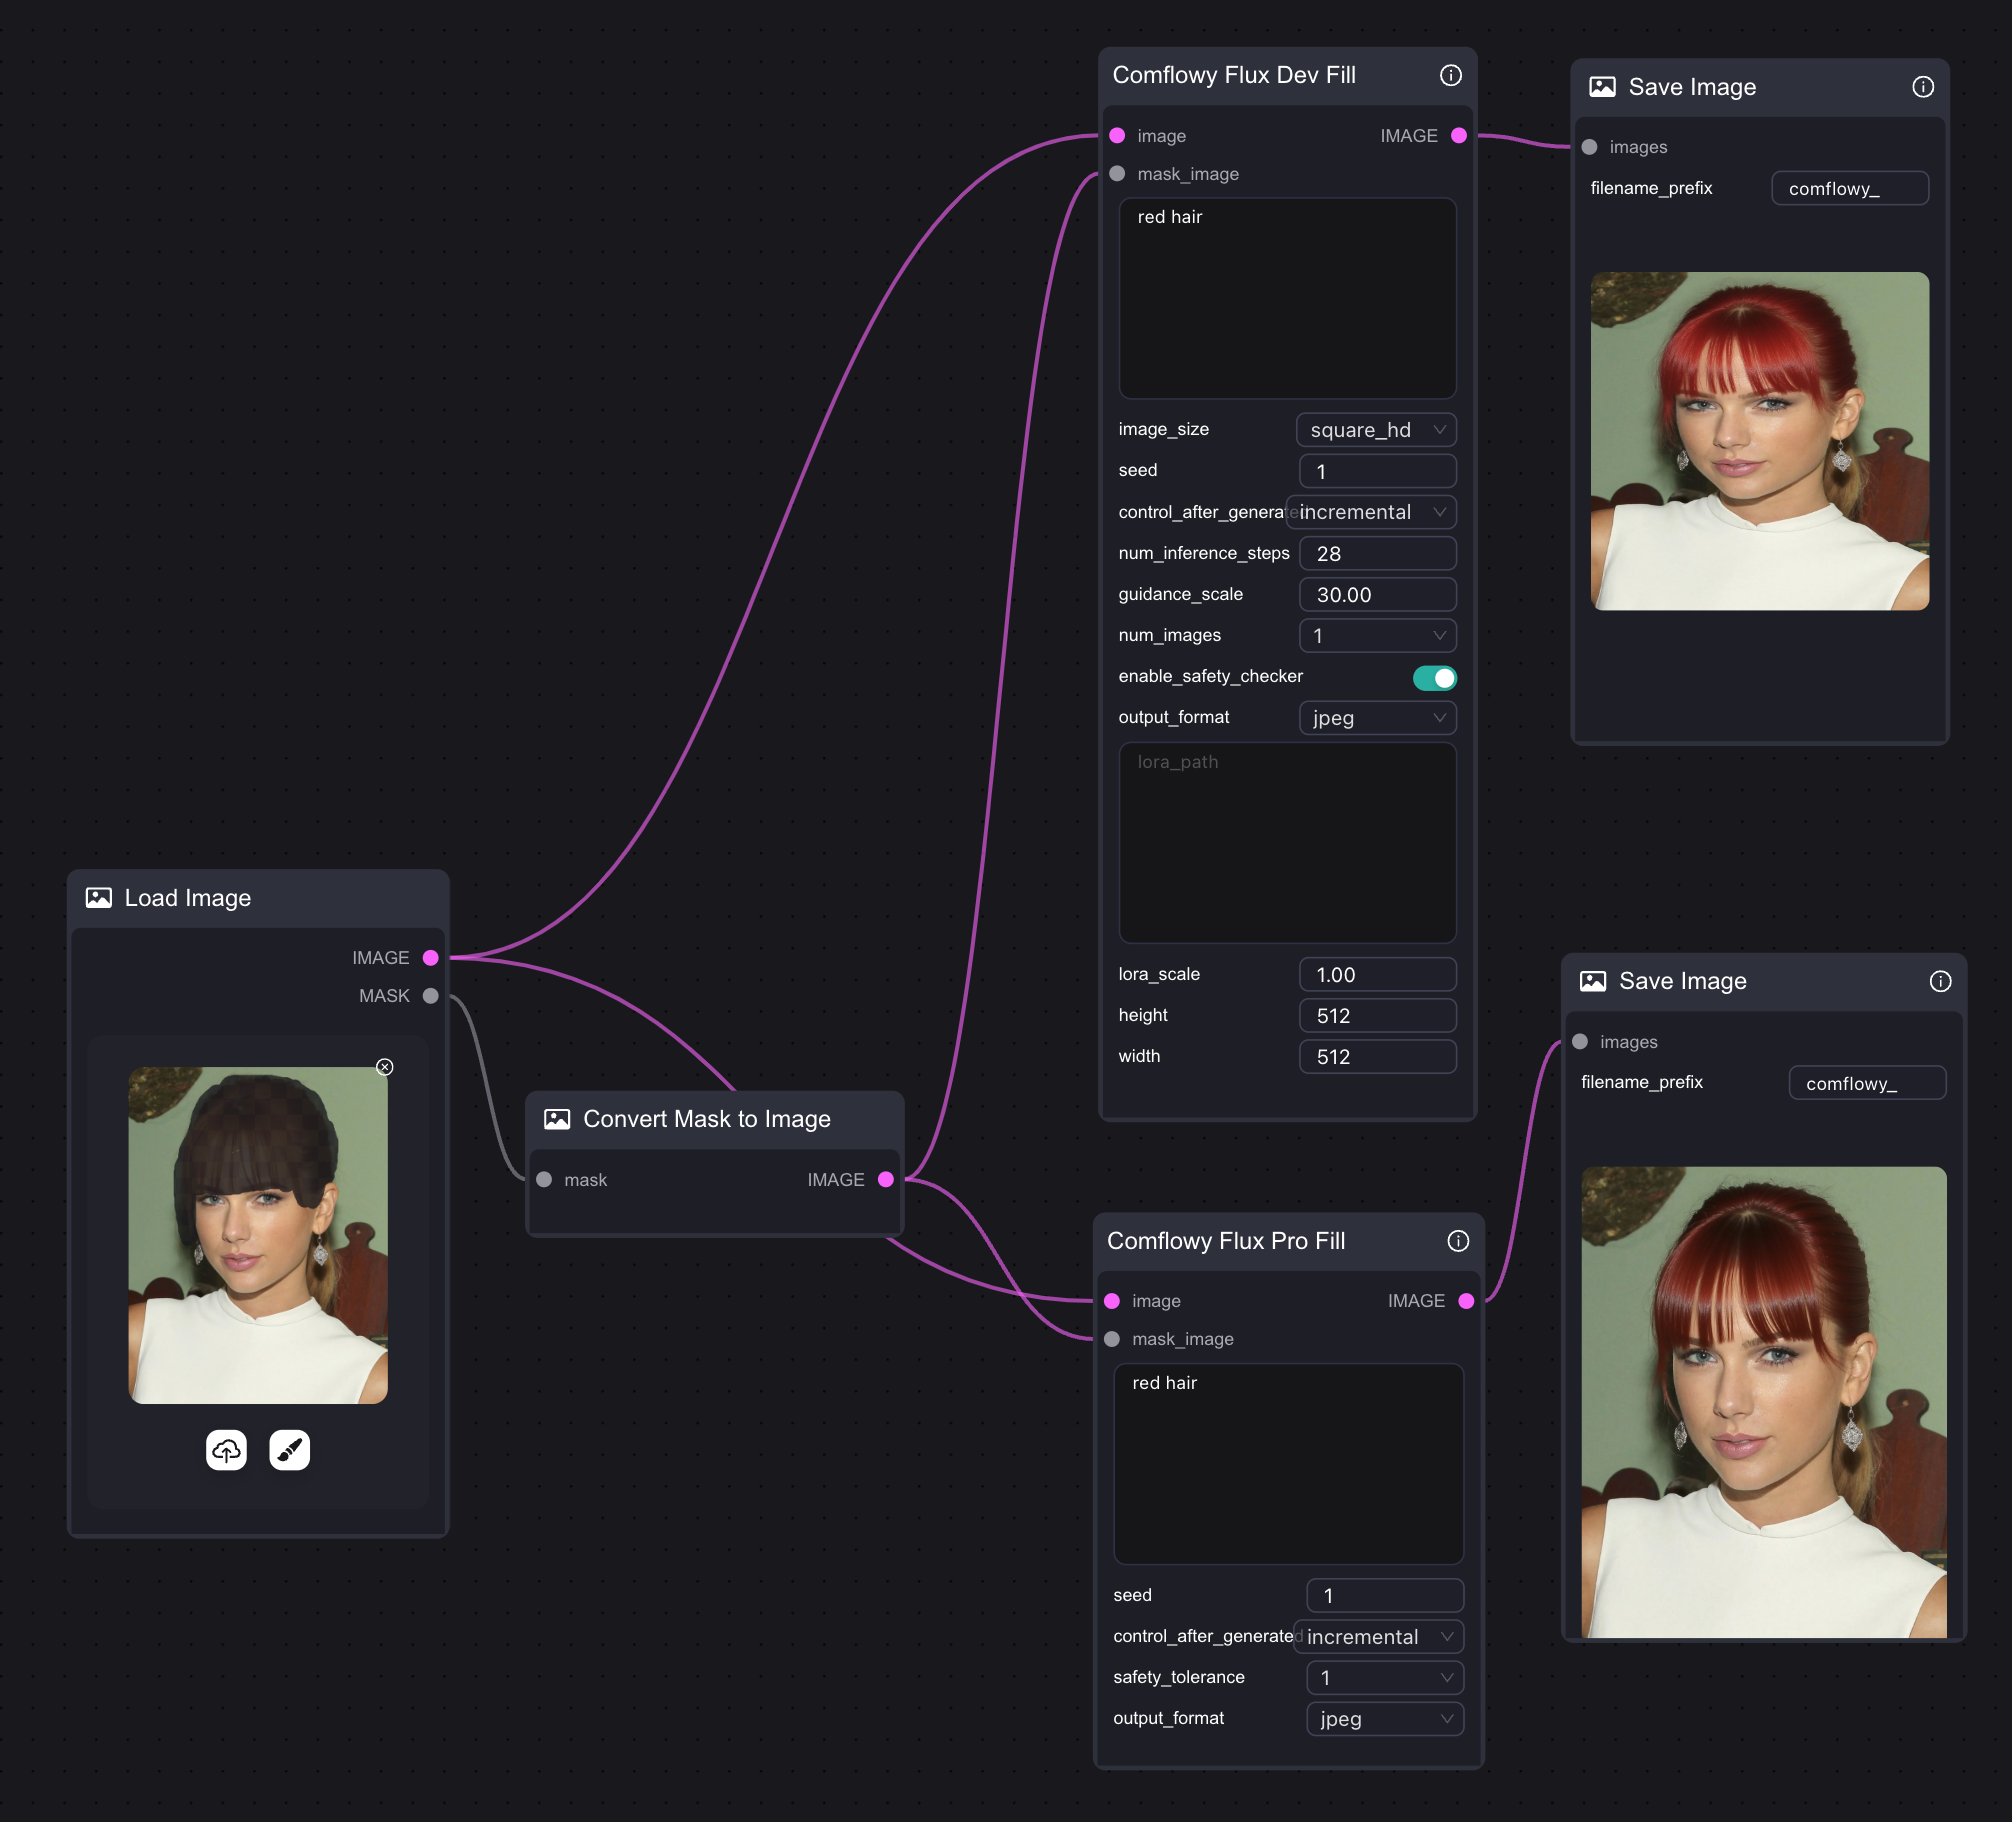 Comflowy Flux Dev Fill
image
IMAGE
mask_image
red hair
image_size
square_hd
seed
1
control_after_generated
incremental
num_inference_steps
28
guidance_scale
30.00
num_images
1
enable_safety_checker
output_format
jpeg
lora_path
lora_scale
1.00
height
512
width
512
Save Image
images
filename_prefix
comflowy_
Load Image
IMAGE
MASK
Convert Mask to Image
mask
IMAGE
Comflowy Flux Pro Fill
image
IMAGE
mask_image
red hair
seed
1
control_after_generated
incremental
safety_tolerance
1
output_format
jpeg
Save Image
images
filename_prefix
comflowy_